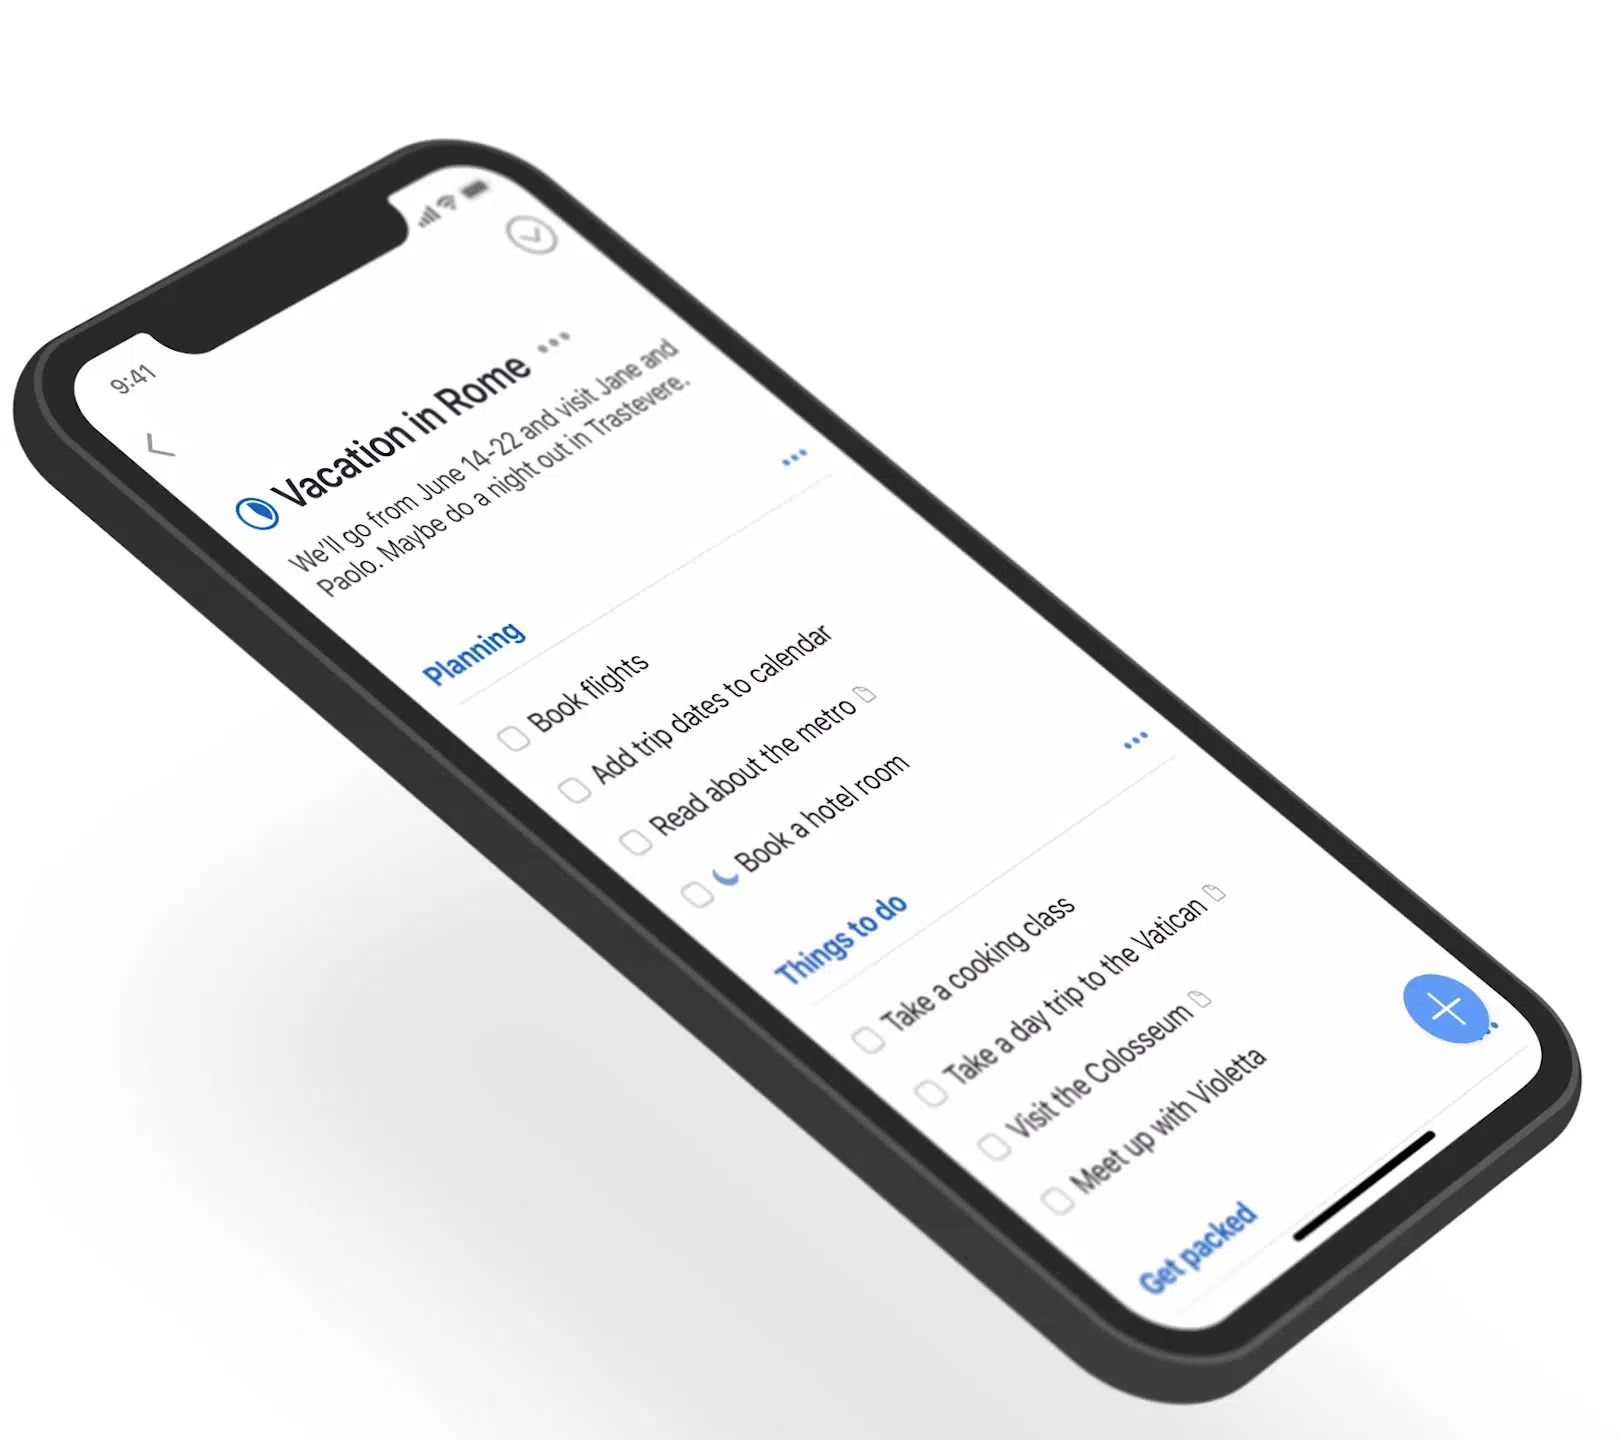 9:41
Vacation in Rome
We'll go from June 14-22 and visit Jane and
Paolo. Maybe do a night out in Trastevere.
Planning
Book flights
Add trip dates to calendar
Read about the metro
Book a hotel room
Things to do
Take a cooking class
Take a day trip to the Vatican
Visit the Colosseum
Meet up with Violetta
Get packed